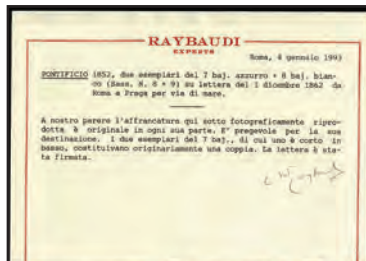 RAYBAUDI
EXPERTS
Roma, 4 gennaio 1993
PONTIFICIO 1852, due esemplari del 7 baj. azzurro + 8 baj. bian-
co (Sass. N. 8 + 9) su lettera del 1 dicembre 1862 da
Roma a Praga per via di mare.
A nostro parere l'affrancatura qui sotto fotograficamente ripro-
dotta è originale in ogni sua parte. E' pregevole per la sua
destinazione. I due esemplari del 7 baj., di cui uno è corto in
basso, costituivano originariamente una coppia. La lettera è sta-
ta firmata.